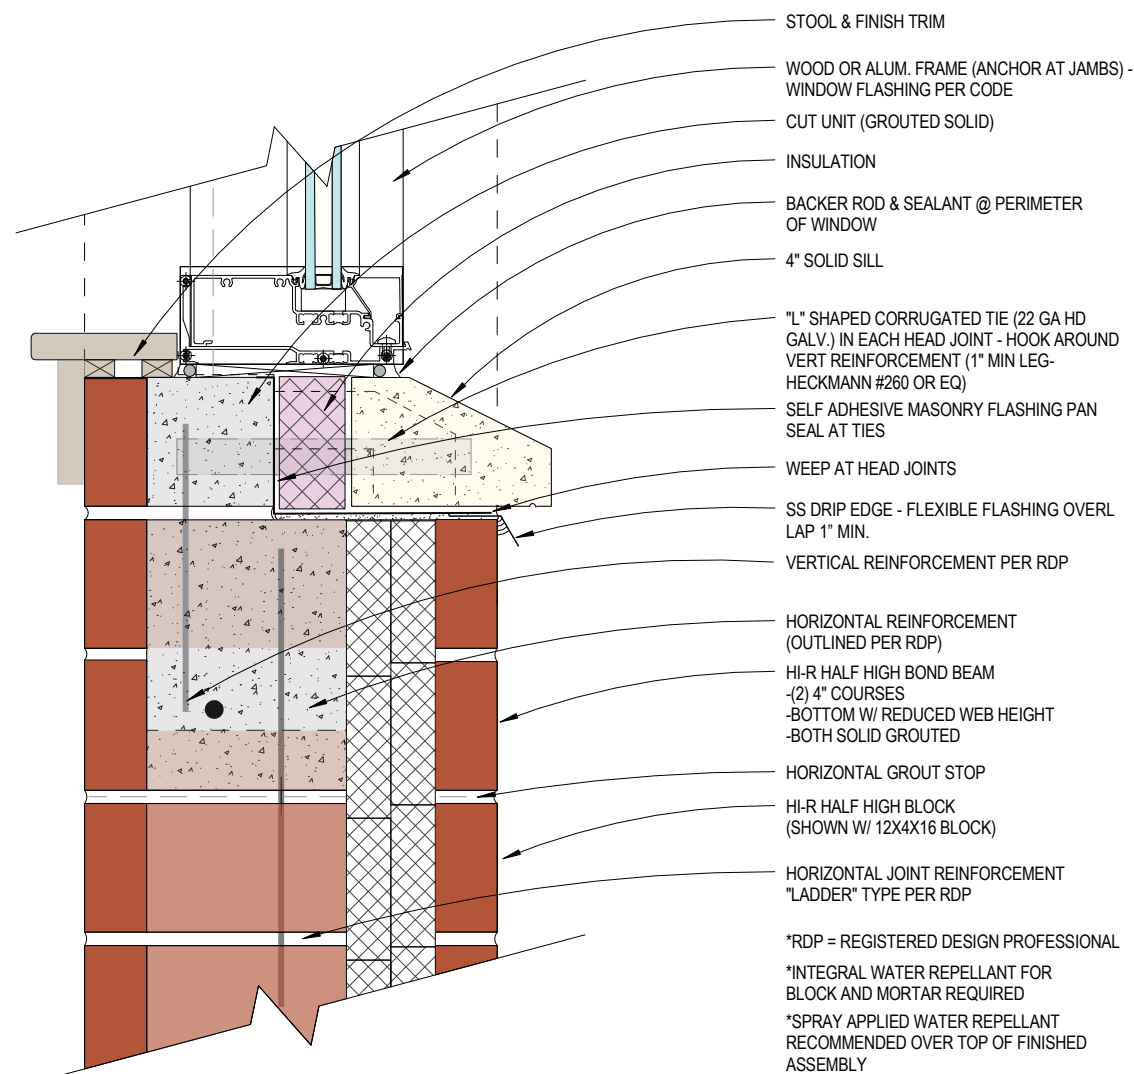 STOOL & FINISH TRIM
WOOD OR ALUM. FRAME (ANCHOR AT JAMBS) -
WINDOW FLASHING PER CODE
CUT UNIT (GROUTED SOLID)
INSULATION
BACKER ROD & SEALANT @ PERIMETER
OF WINDOW
4" SOLID SILL
"L" SHAPED CORRUGATED TIE (22 GA HD
GALV.) IN EACH HEAD JOINT - HOOK AROUND
VERT REINFORCEMENT (1" MIN LEG-
HECKMANN #260 OR EQ)
SELF ADHESIVE MASONRY FLASHING PAN
SEAL AT TIES
WEEP AT HEAD JOINTS
SS DRIP EDGE - FLEXIBLE FLASHING OVERL
LAP 1” MIN.
VERTICAL REINFORCEMENT PER RDP
HORIZONTAL REINFORCEMENT
(OUTLINED PER RDP)
HI-R HALF HIGH BOND BEAM
-(2) 4" COURSES
-BOTTOM W/ REDUCED WEB HEIGHT
-BOTH SOLID GROUTED
HORIZONTAL GROUT STOP
HI-R HALF HIGH BLOCK
(SHOWN W/ 12X4X16 BLOCK)
HORIZONTAL JOINT REINFORCEMENT
"LADDER" TYPE PER RDP
*RDP = REGISTERED DESIGN PROFESSIONAL
*INTEGRAL WATER REPELLANT FOR
BLOCK AND MORTAR REQUIRED
*SPRAY APPLIED WATER REPELLANT
RECOMMENDED OVER TOP OF FINISHED
ASSEMBLY